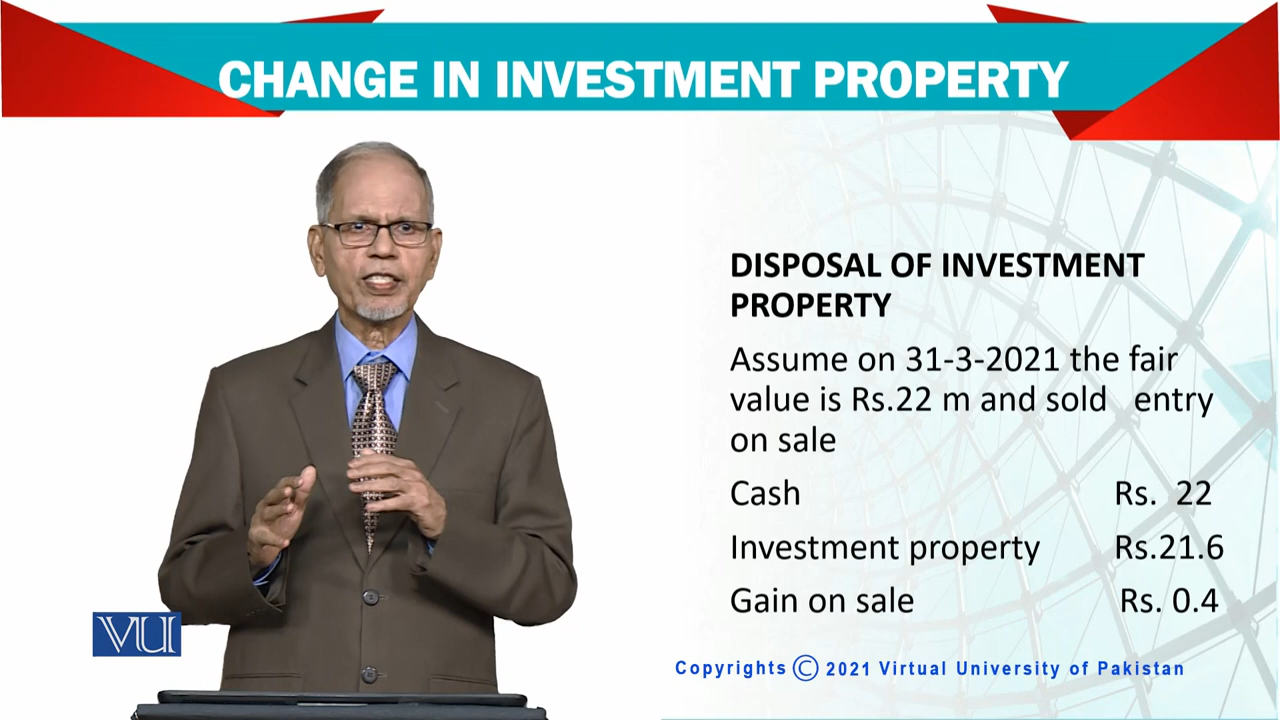 CHANGE IN INVESTMENT PROPERTY
DISPOSAL OF INVESTMENT
PROPERTY
Assume on 31-3-2021 the fair
value is Rs.22 m and sold entry
on sale
Cash Rs. 22
Investment property Rs.21.6
Gain on sale Rs. 0.4
VU
Copyrights © 2021 Virtual University of Pakistan